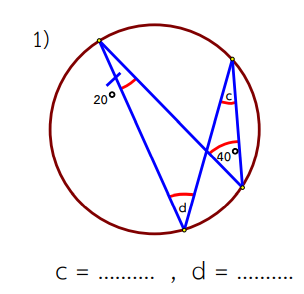 1)
20°
c
40°
d
c = .......... , d = ..........